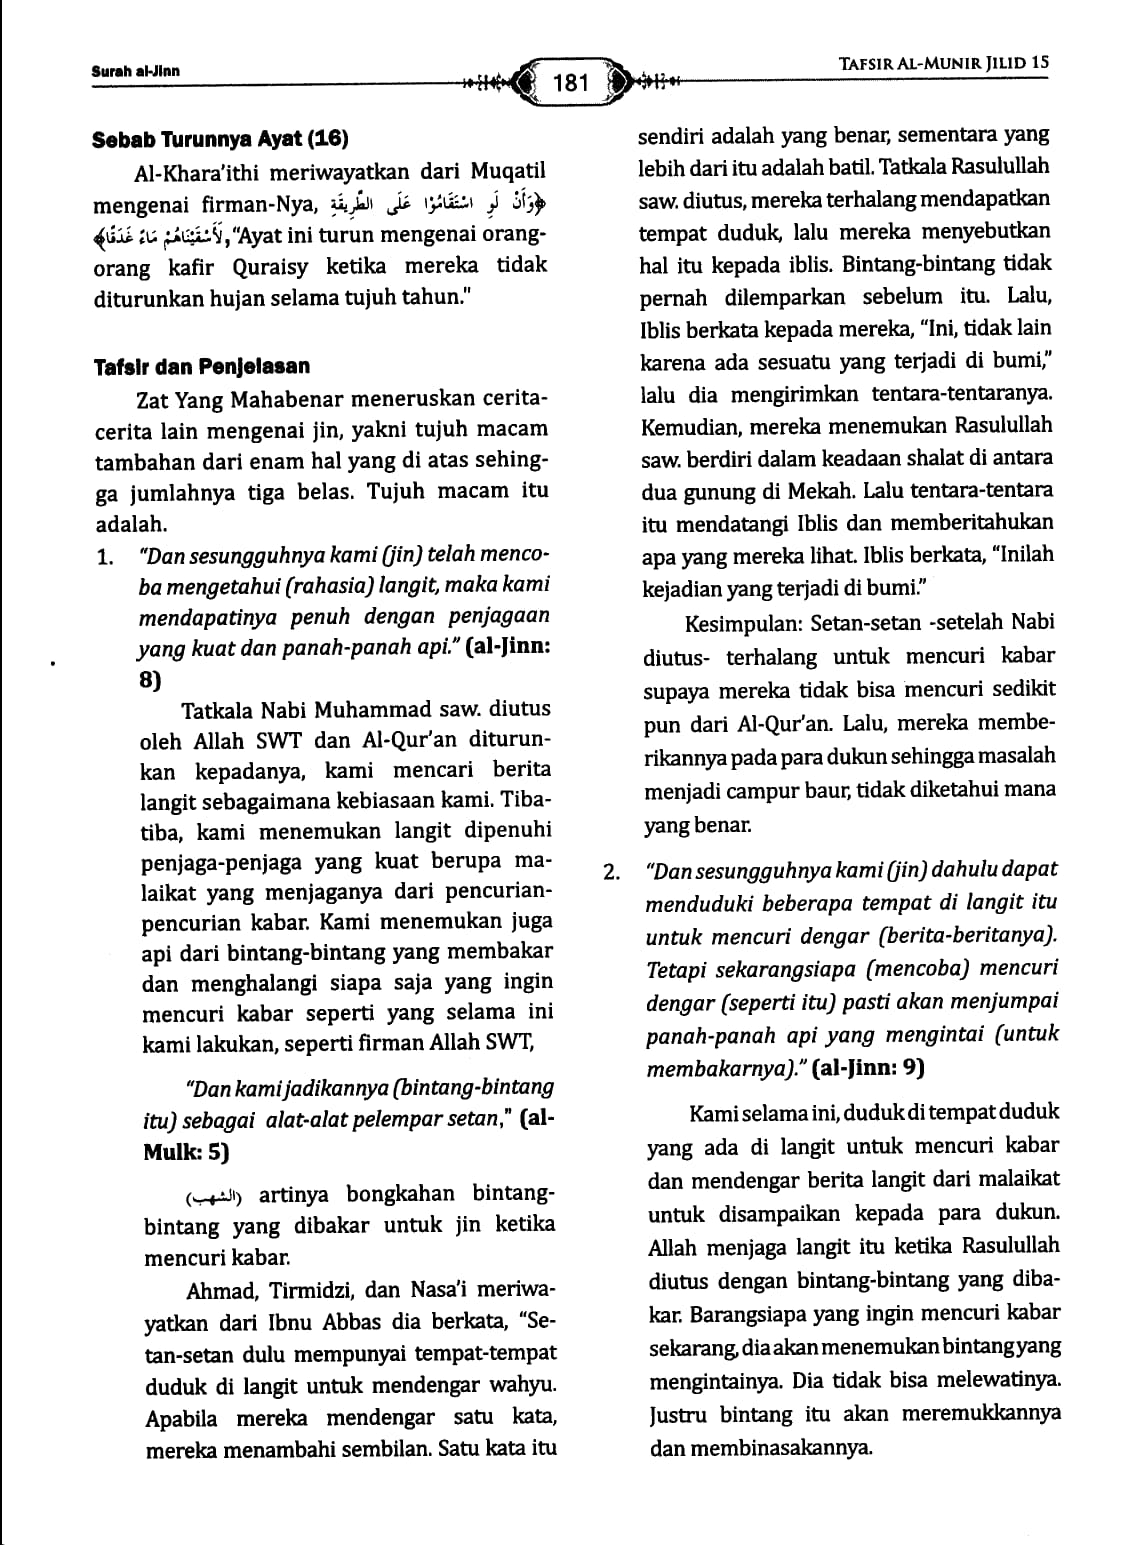 Surah al-Jinn
181
TAFSIR AL-MUNIR JILID 15
Sebab Turunnya Ayat (16)
Al-Khara'ithi meriwayatkan dari Muqatil
mengenai firman-Nya, ﴿وَأَنْ لَوِ اسْتَقَامُوْا عَلَى الطَّرِيقَةِ
لَأَسْقَيْنَاهُمْ مَاءً غَدَقًا﴾, "Ayat ini turun mengenai orang-
orang kafir Quraisy ketika mereka tidak
diturunkan hujan selama tujuh tahun."
Tafsir dan Penjelasan
Zat Yang Mahabenar meneruskan cerita-
cerita lain mengenai jin, yakni tujuh macam
tambahan dari enam hal yang di atas sehing-
ga jumlahnya tiga belas. Tujuh macam itu
adalah.
1. "Dan sesungguhnya kami (jin) telah menco-
ba mengetahui (rahasia) langit, maka kami
mendapatinya penuh dengan penjagaan
yang kuat dan panah-panah api." (al-Jinn:
8)
Tatkala Nabi Muhammad saw. diutus
oleh Allah SWT dan Al-Qur'an diturun-
kan kepadanya, kami mencari berita
langit sebagaimana kebiasaan kami. Tiba-
tiba, kami menemukan langit dipenuhi
penjaga-penjaga yang kuat berupa ma-
laikat yang menjaganya dari pencurian-
pencurian kabar. Kami menemukan juga
api dari bintang-bintang yang membakar
dan menghalangi siapa saja yang ingin
mencuri kabar seperti yang selama ini
kami lakukan, seperti firman Allah SWT,
"Dan kami jadikannya (bintang-bintang
itu) sebagai alat-alat pelempar setan," (al-
Mulk: 5)
(الشهب) artinya bongkahan bintang-
bintang yang dibakar untuk jin ketika
mencuri kabar.
Ahmad, Tirmidzi, dan Nasa'i meriwa-
yatkan dari Ibnu Abbas dia berkata, "Se-
tan-setan dulu mempunyai tempat-tempat
duduk di langit untuk mendengar wahyu.
Apabila mereka mendengar satu kata,
mereka menambahi sembilan. Satu kata itu
sendiri adalah yang benar, sementara yang
lebih dari itu adalah batil. Tatkala Rasulullah
saw. diutus, mereka terhalang mendapatkan
tempat duduk, lalu mereka menyebutkan
hal itu kepada iblis. Bintang-bintang tidak
pernah dilemparkan sebelum itu. Lalu,
Iblis berkata kepada mereka, "Ini, tidak lain
karena ada sesuatu yang terjadi di bumi,"
lalu dia mengirimkan tentara-tentaranya.
Kemudian, mereka menemukan Rasulullah
saw. berdiri dalam keadaan shalat di antara
dua gunung di Mekah. Lalu tentara-tentara
itu mendatangi Iblis dan memberitahukan
apa yang mereka lihat. Iblis berkata, "Inilah
kejadian yang terjadi di bumi."
Kesimpulan: Setan-setan -setelah Nabi
diutus- terhalang untuk mencuri kabar
supaya mereka tidak bisa mencuri sedikit
pun dari Al-Qur'an. Lalu, mereka membe-
rikannya pada para dukun sehingga masalah
menjadi campur baur, tidak diketahui mana
yang benar.
2. "Dan sesungguhnya kami (jin) dahulu dapat
menduduki beberapa tempat di langit itu
untuk mencuri dengar (berita-beritanya).
Tetapi sekarangsiapa (mencoba) mencuri
dengar (seperti itu) pasti akan menjumpai
panah-panah api yang mengintai (untuk
membakarnya)." (al-Jinn: 9)
Kami selama ini, duduk di tempat duduk
yang ada di langit untuk mencuri kabar
dan mendengar berita langit dari malaikat
untuk disampaikan kepada para dukun.
Allah menjaga langit itu ketika Rasulullah
diutus dengan bintang-bintang yang diba-
kar. Barangsiapa yang ingin mencuri kabar
sekarang, dia akan menemukan bintang yang
mengintainya. Dia tidak bisa melewatinya.
Justru bintang itu akan meremukkannya
dan membinasakannya.